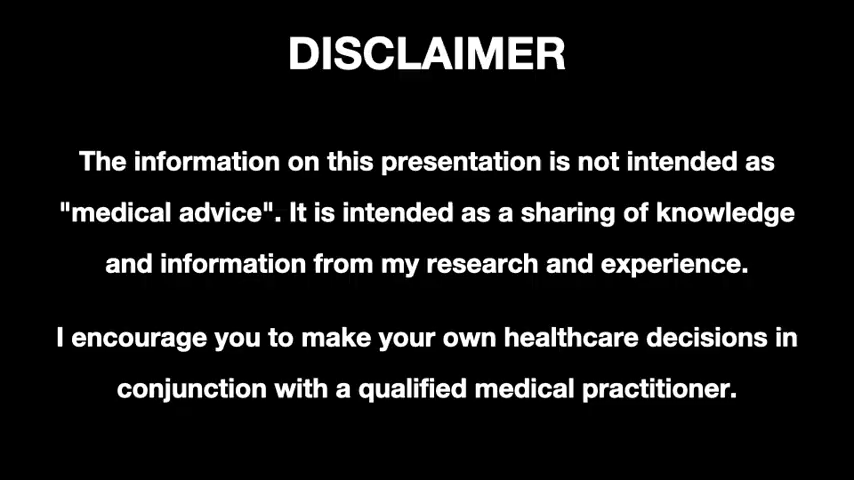 DISCLAIMER
The information on this presentation is not intended as
"medical advice". It is intended as a sharing of knowledge
and information from my research and experience.
I encourage you to make your own healthcare decisions in
conjunction with a qualified medical practitioner.